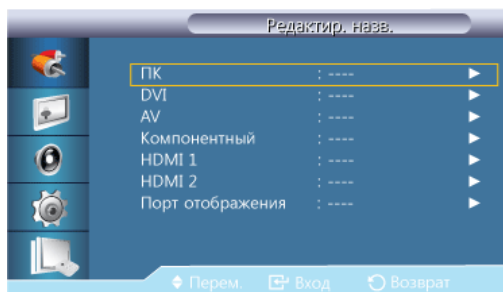 Редактир. назв.
ПК : ----
DVI : ----
AV : ----
Компонентный : ----
HDMI 1 : ----
HDMI 2 : ----
Порт отображения : ----
Перем. Вход Возврат